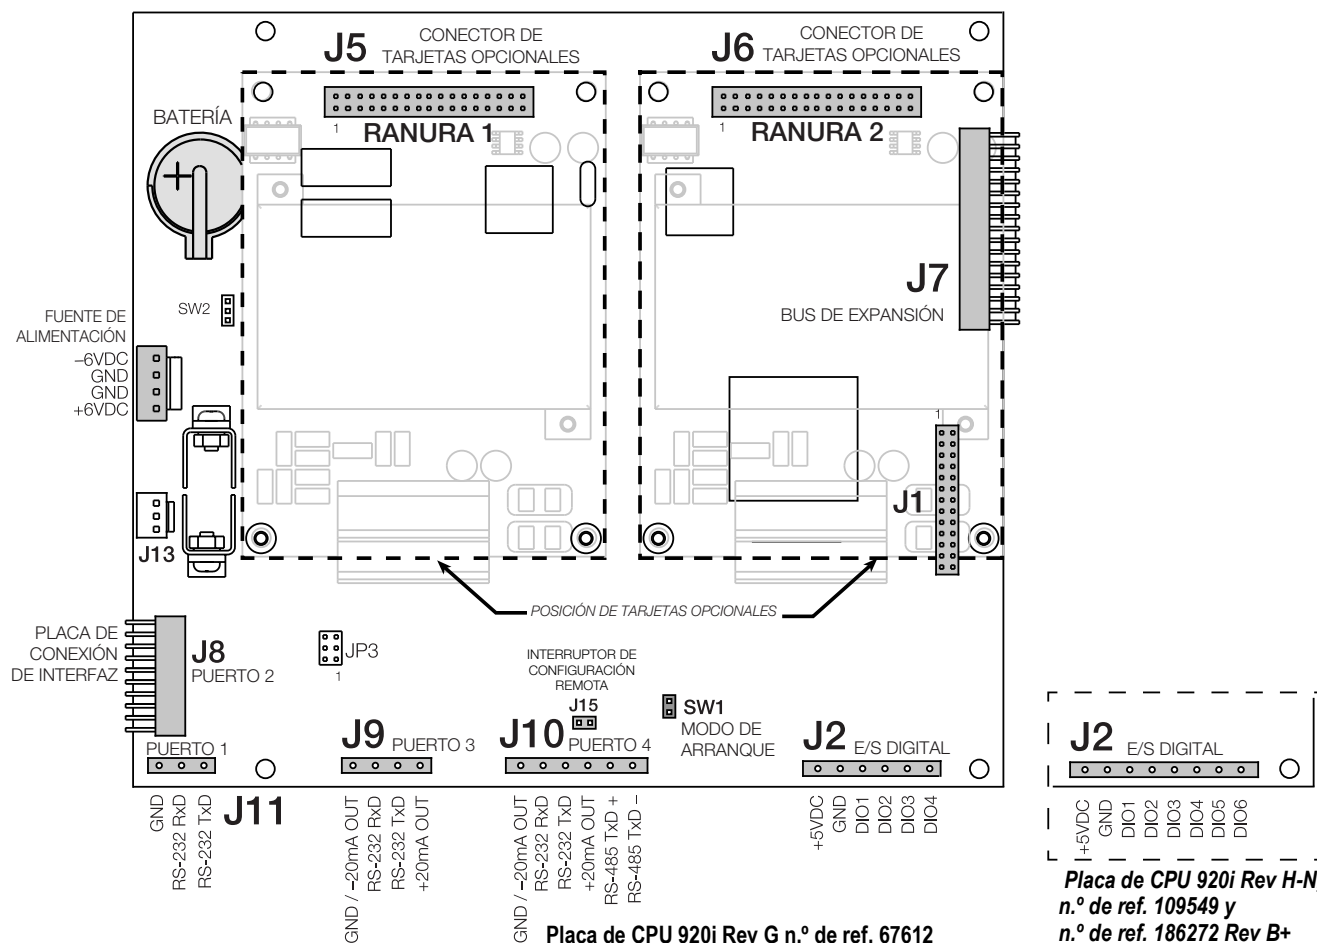 J5
CONECTOR DE
TARJETAS OPCIONALES
J6
CONECTOR DE
TARJETAS OPCIONALES
BATERÍA
+
1
RANURA 1
1
RANURA 2
J7
BUS DE EXPANSIÓN
SW2
FUENTE DE
ALIMENTACIÓN
–6VDC
GND
GND
+6VDC
1
J1
J13
POSICIÓN DE TARJETAS OPCIONALES
PLACA DE
CONEXIÓN
DE INTERFAZ
J8
PUERTO 2
JP3
1
INTERRUPTOR DE
CONFIGURACIÓN
REMOTA
J15
SW1
MODO DE
ARRANQUE
PUERTO 1
J9 PUERTO 3
J10 PUERTO 4
J2 E/S DIGITAL
J2 E/S DIGITAL
GND
RS-232 RxD
RS-232 TxD
J11
GND / –20mA OUT
RS-232 RxD
RS-232 TxD
+20mA OUT
GND / –20mA OUT
RS-232 RxD
RS-232 TxD
+20mA OUT
RS-485 TxD +
RS-485 TxD –
+5VDC
GND
DIO1
DIO2
DIO3
DIO4
+5VDC
GND
DIO1
DIO2
DIO3
DIO4
DIO5
DIO6
Placa de CPU 920i Rev G n.º de ref. 67612
Placa de CPU 920i Rev H-N,
n.º de ref. 109549 y
n.º de ref. 186272 Rev B+